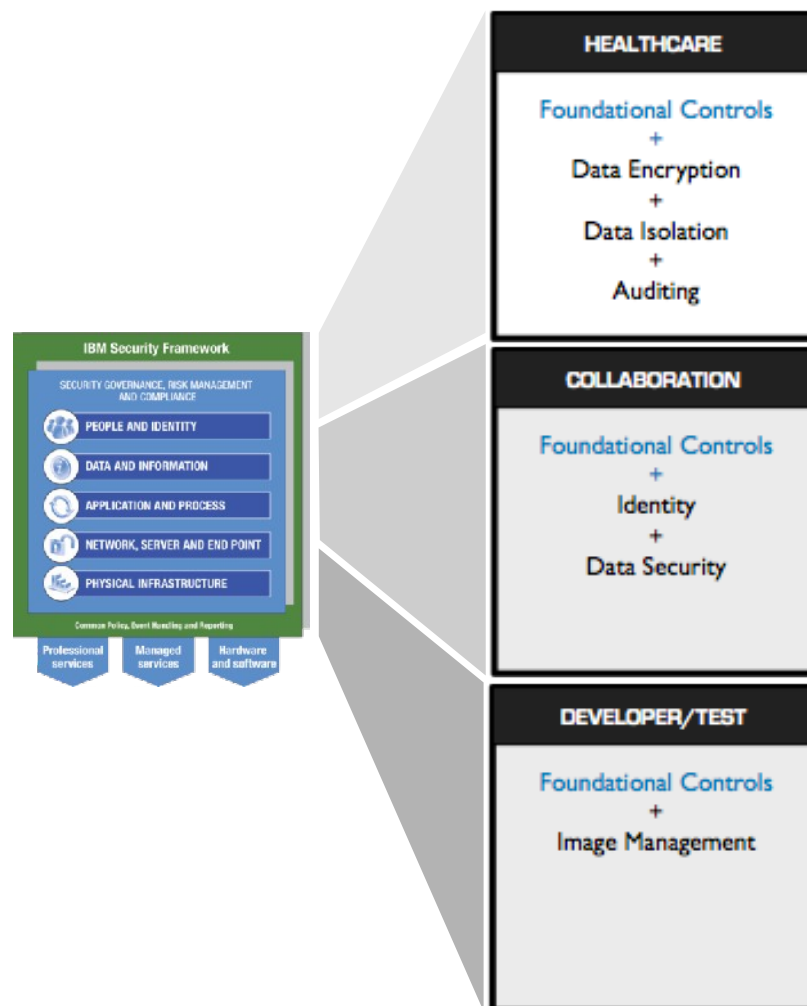 IBM Security Framework
SECURITY GOVERNANCE, RISK MANAGEMENT
AND COMPLIANCE
PEOPLE AND IDENTITY
DATA AND INFORMATION
APPLICATION AND PROCESS
NETWORK, SERVER AND END POINT
PHYSICAL INFRASTRUCTURE
Common Policy, Event Handling and Reporting
Professional
services
Managed
services
Hardware
and software
HEALTHCARE
Foundational Controls
+
Data Encryption
+
Data Isolation
+
Auditing
COLLABORATION
Foundational Controls
+
Identity
+
Data Security
DEVELOPER/TEST
Foundational Controls
+
Image Management